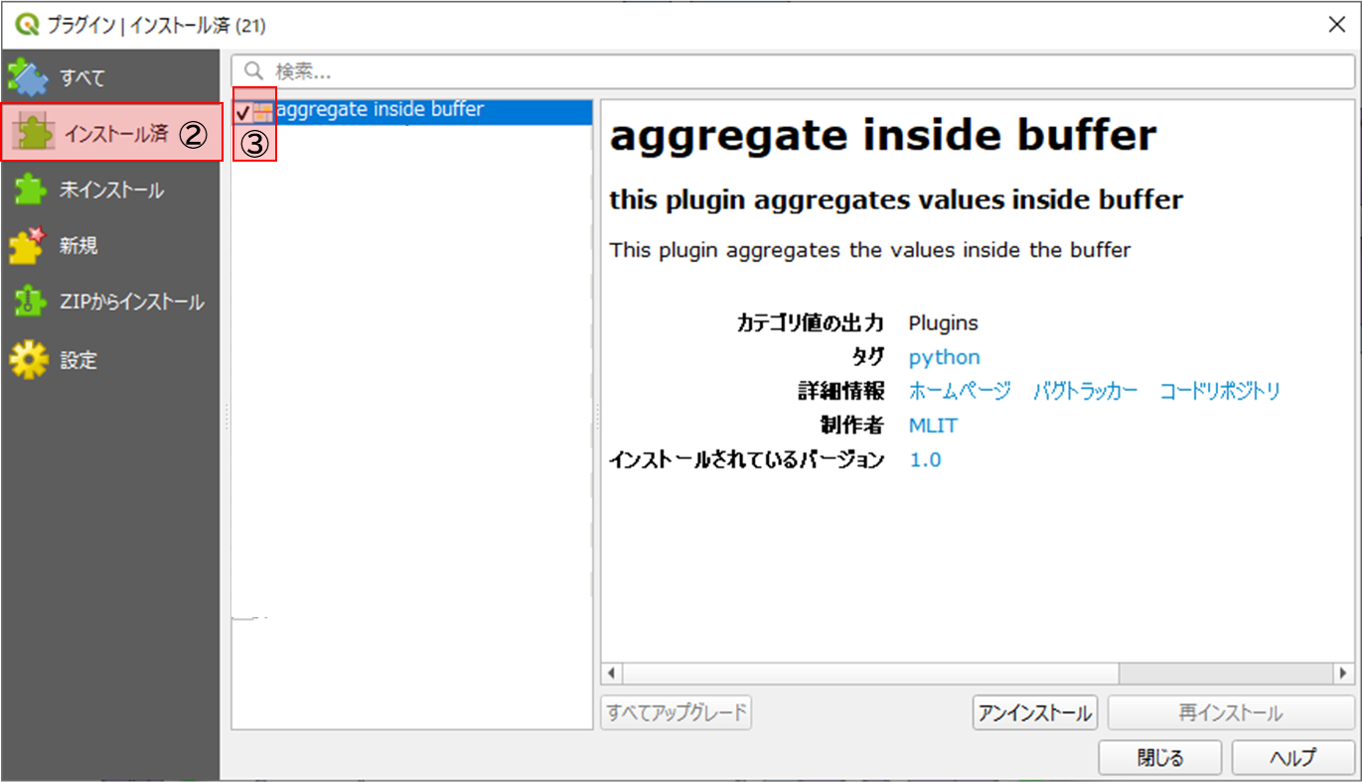 プラグイン | インストール済 (21)
すべて
インストール済 ②
未インストール
新規
ZIPからインストール
設定
検索...
aggregate inside buffer
③
aggregate inside buffer
this plugin aggregates values inside buffer
This plugin aggregates the values inside the buffer
カテゴリ値の出力 Plugins
タグ python
詳細情報 ホームページ バグトラッカー コードリポジトリ
制作者 MLIT
インストールされているバージョン 1.0
すべてアップグレード アンインストール 再インストール
閉じる ヘルプ